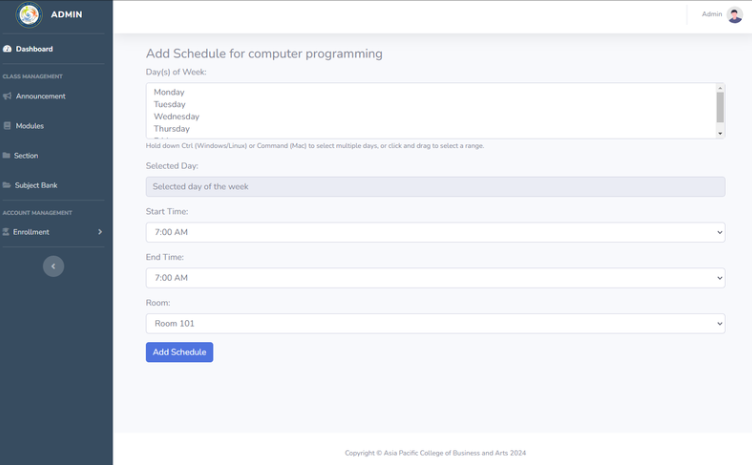 ADMIN
Admin
Dashboard
CLASS MANAGEMENT
Announcement
Modules
Section
Subject Bank
ACCOUNT MANAGEMENT
Enrollment
Add Schedule for computer programming
Day(s) of Week:
Monday
Tuesday
Wednesday
Thursday
Hold down Ctrl (Windows/Linux) or Command (Mac) to select multiple days, or click and drag to select a range.
Selected Day:
Selected day of the week
Start Time:
7:00 AM
End Time:
7:00 AM
Room:
Room 101
Add Schedule
Copyright © Asia Pacific College of Business and Arts 2024